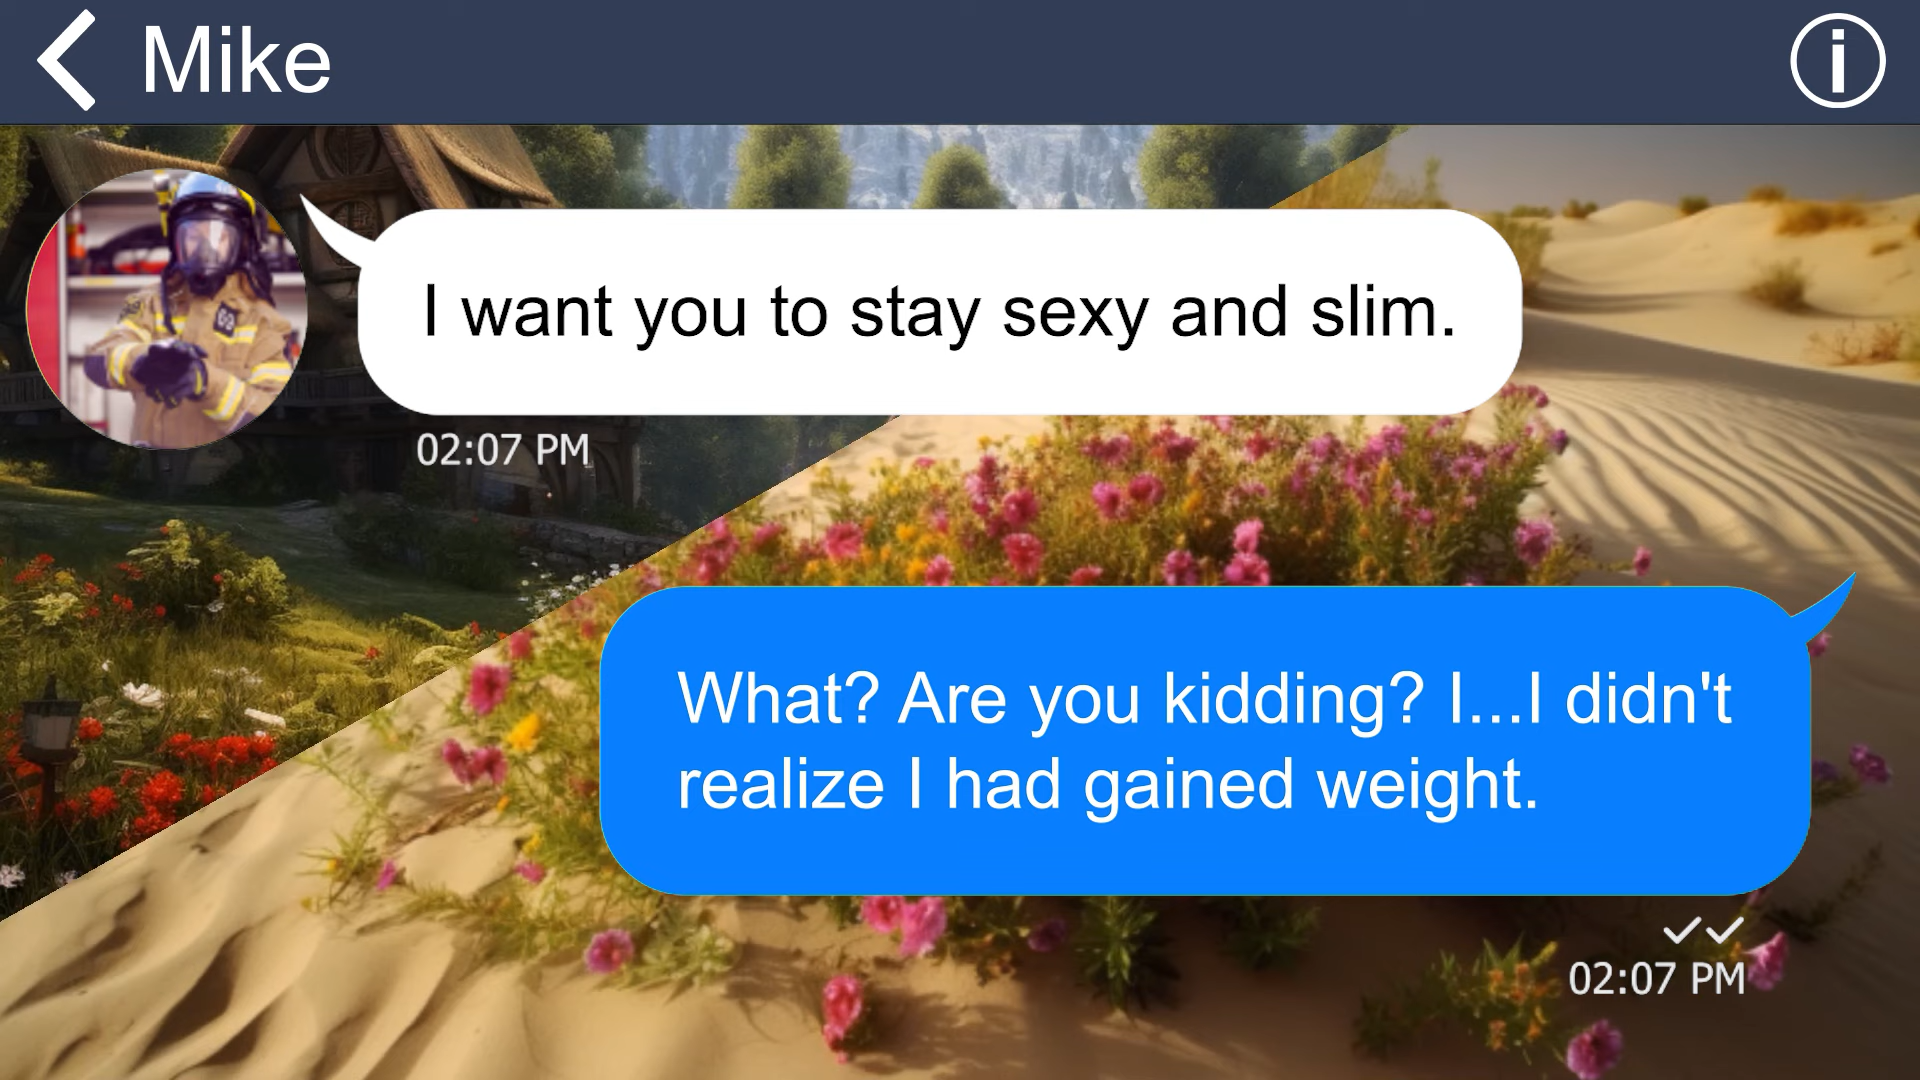 Mike
I want you to stay sexy and slim.
02:07 PM
What? Are you kidding? I...I didn't
realize I had gained weight.
02:07 PM